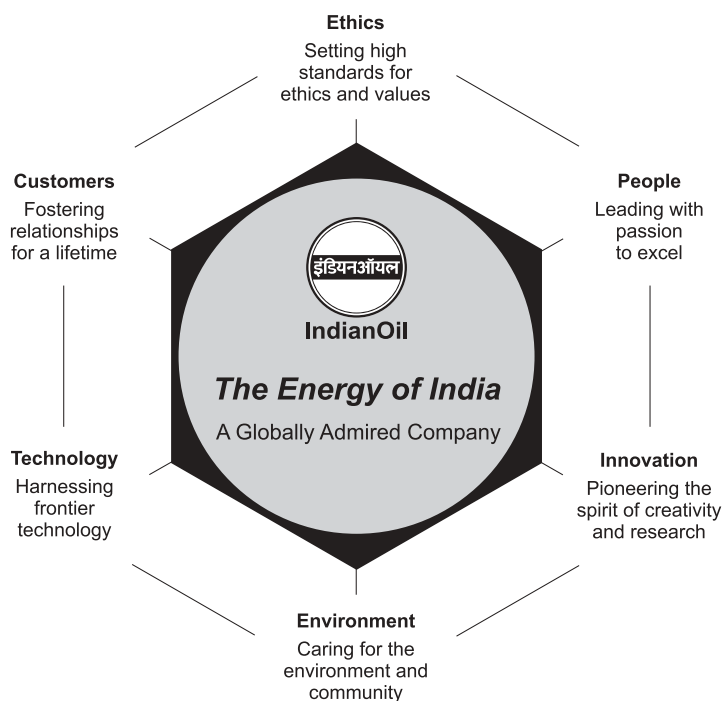 Ethics
Setting high
standards for
ethics and values
Customers
Fostering
relationships
for a lifetime
People
Leading with
passion
to excel
इंडियनऑयल
IndianOil
The Energy of India
A Globally Admired Company
Technology
Harnessing
frontier
technology
Innovation
Pioneering the
spirit of creativity
and research
Environment
Caring for the
environment and
community